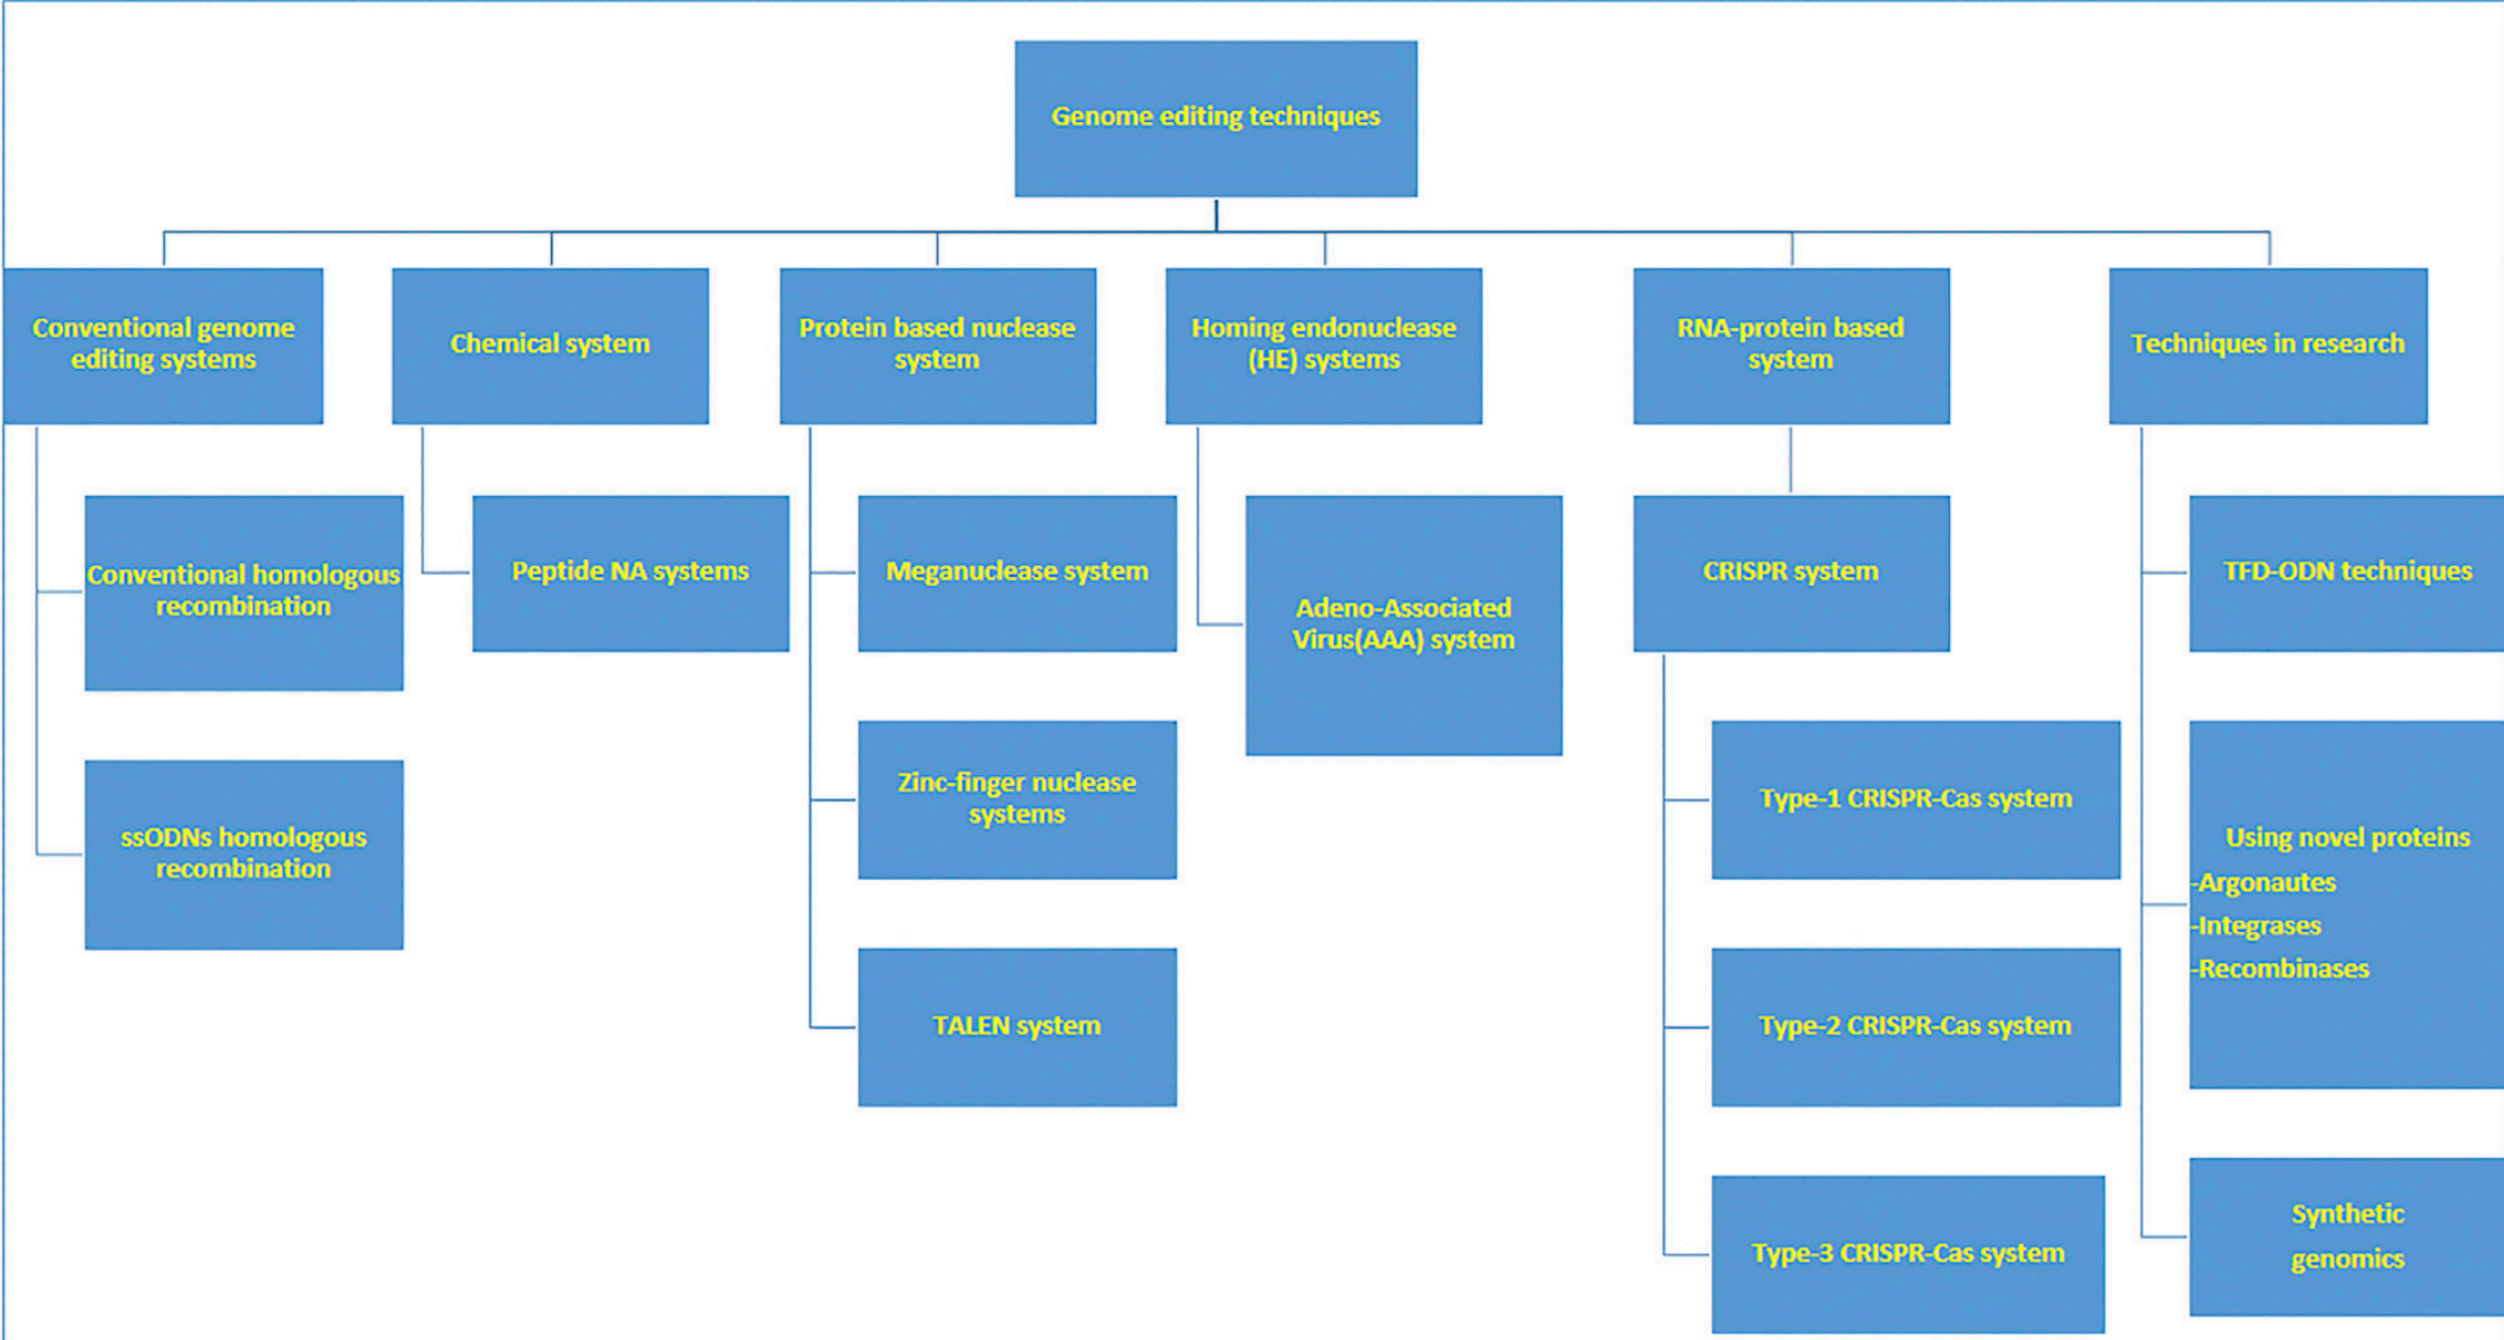 Genome editing techniques
Conventional genome
editing systems
Chemical system
Protein based nuclease
system
Homing endonuclease
(HE) systems
RNA-protein based
system
Techniques in research
Conventional homologous
recombination
ssODNs homologous
recombination
Peptide NA systems
Meganuclease system
Zinc-finger nuclease
systems
TALEN system
Adeno-Associated
Virus(AAA) system
CRISPR system
Type-1 CRISPR-Cas system
Type-2 CRISPR-Cas system
Type-3 CRISPR-Cas system
TFD-ODN techniques
Using novel proteins
-Argonautes
-Integrases
-Recombinases
Synthetic
genomics